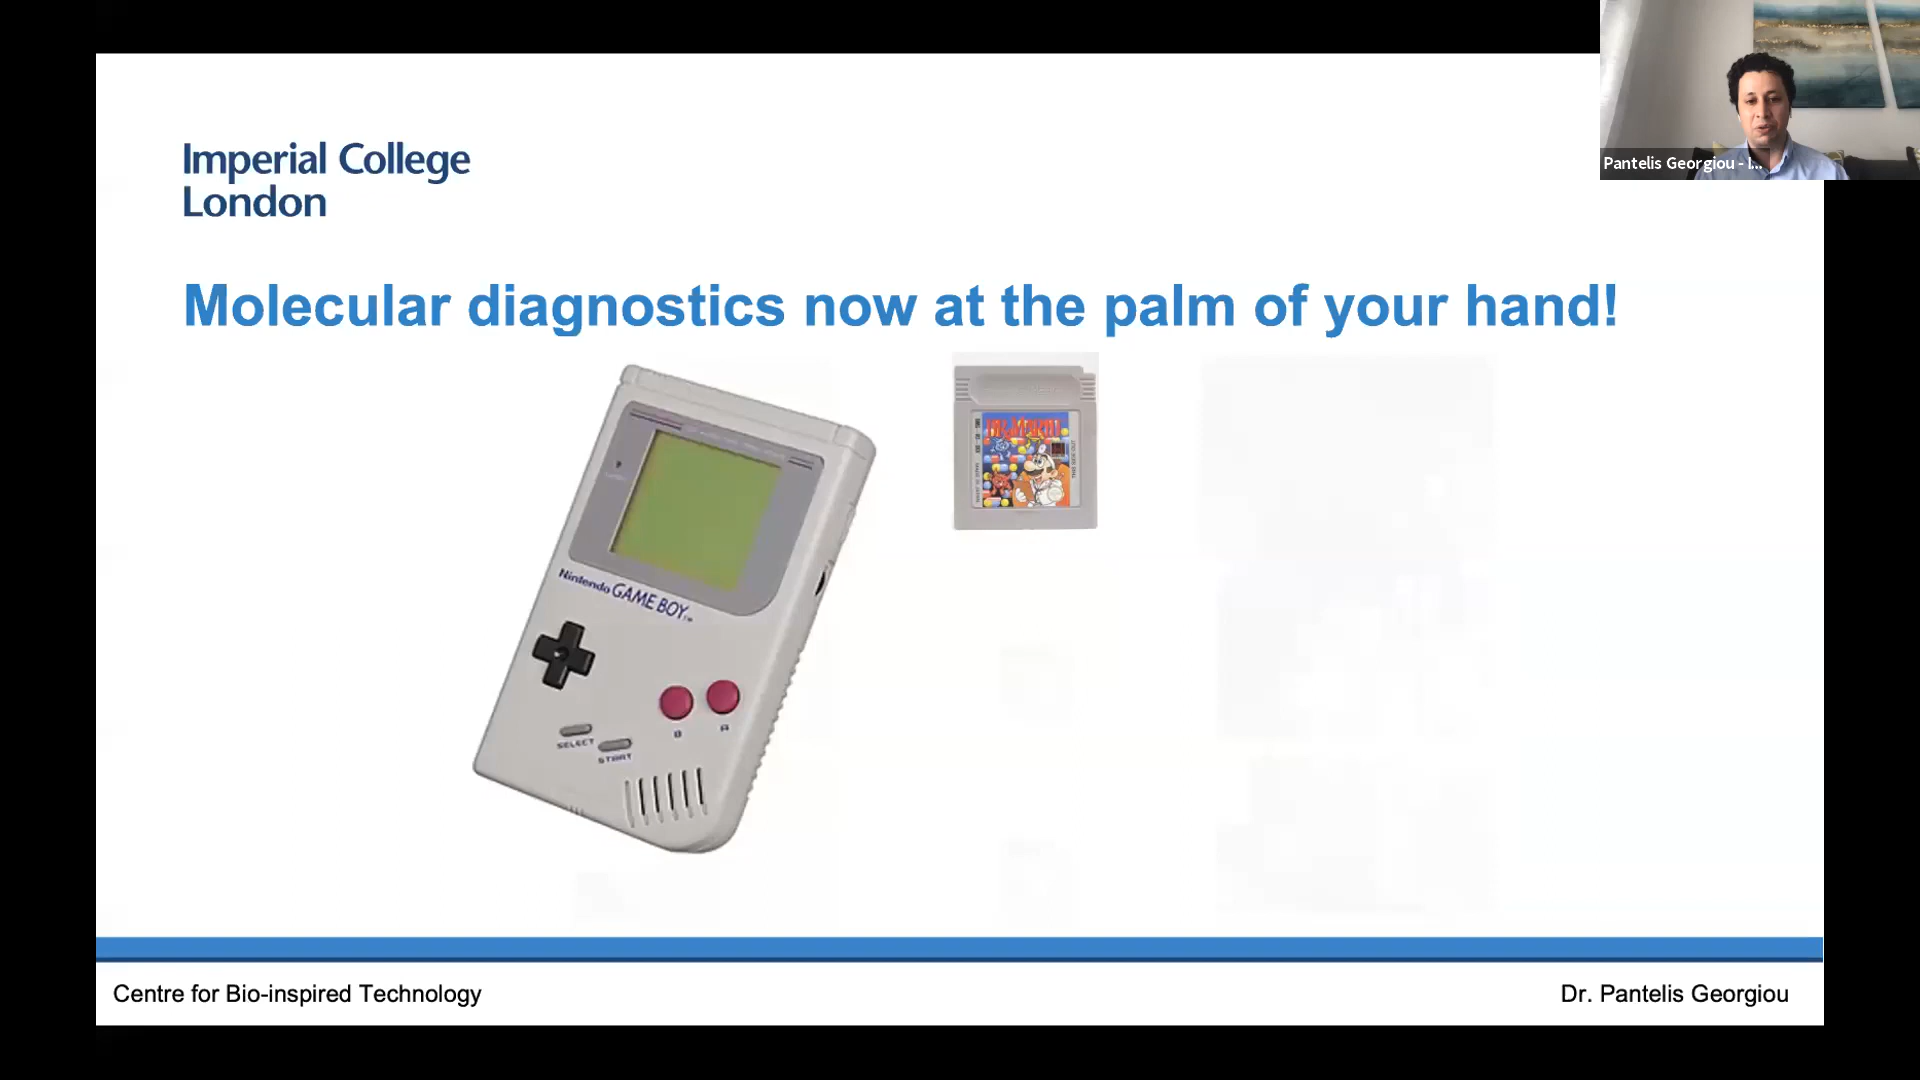 Pantelis Georgiou - I...
Imperial College
London
Molecular diagnostics now at the palm of your hand!
Nintendo GAME BOY TM
B
A
SELECT
START
Centre for Bio-inspired Technology
Dr. Pantelis Georgiou